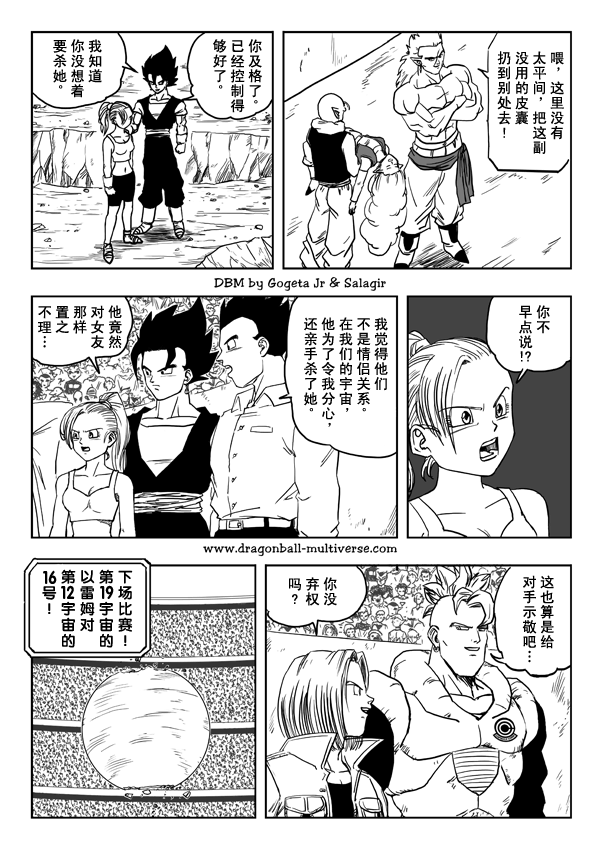 喂，这里没有
太平间，把这副
没用的皮囊
扔到别处去！
你及格了。
已经控制得
够好了。
我知道
你没想着
要杀她。
DBM by Gogeta Jr & Salagir
你不
早点说!?
我觉得他们
不是情侣关系。
在我们的宇宙，
他为了令我分心，
还亲手杀了她。
他竟然
对女友
那样
置之
不理…
www.dragonball-multiverse.com
这也算是给
对手示敬吧…
你没
弃权
吗?
下场比赛！
第19宇宙的
以雷姆对
第12宇宙的
16号！